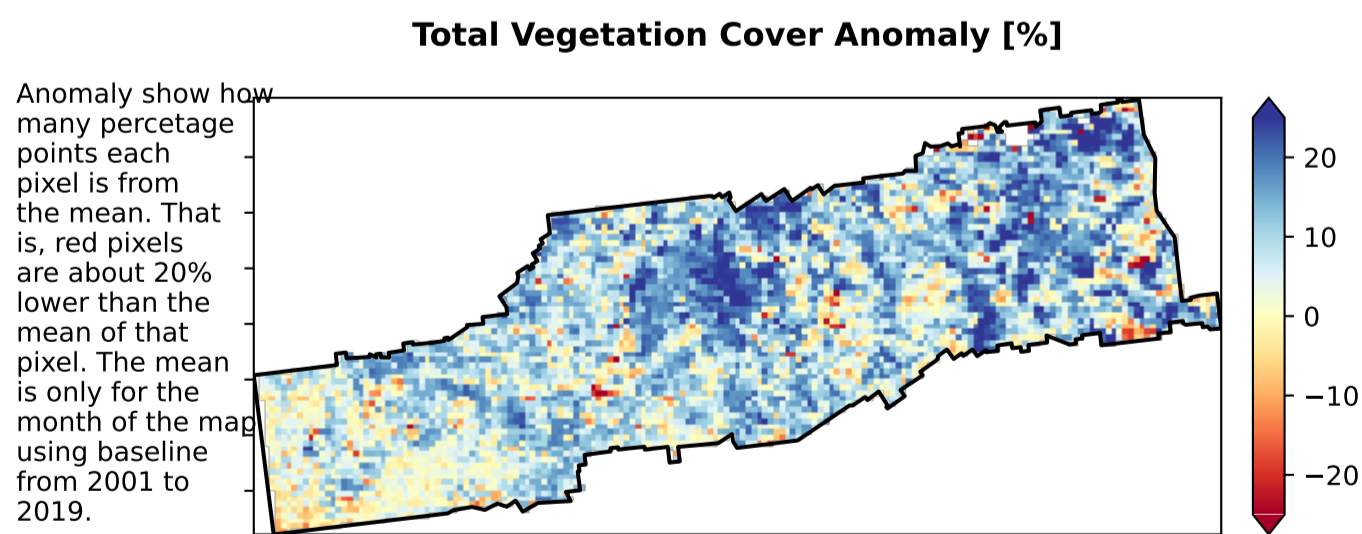 Total Vegetation Cover Anomaly [%]
Anomaly show how
many percetage
points each
pixel is from
the mean. That
is, red pixels
are about 20%
lower than the
mean of that
pixel. The mean
is only for the
month of the map
using baseline
from 2001 to
2019.
20
10
0
−10
−20